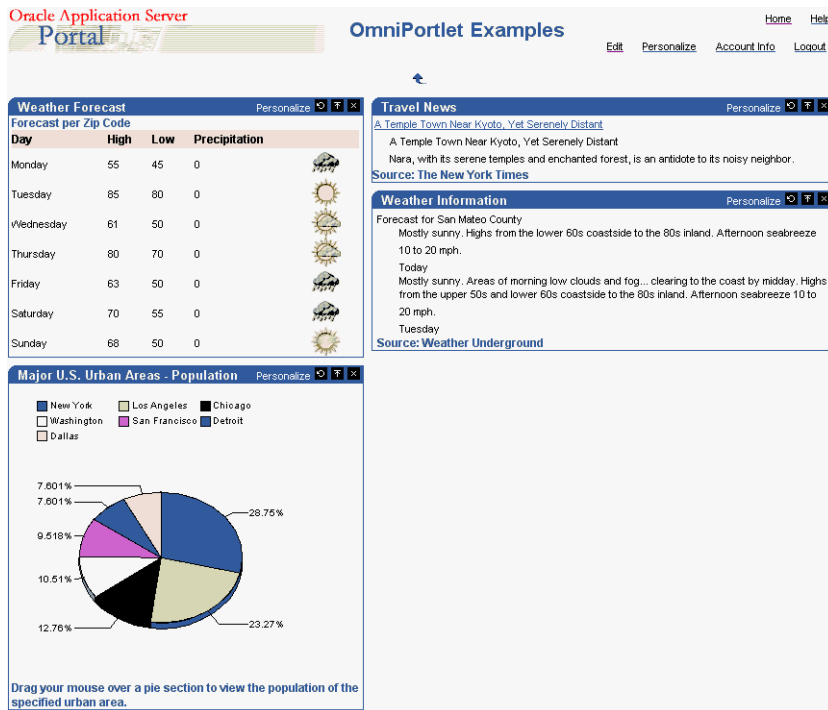 Oracle Application Server
Portal
OmniPortlet Examples
Home Help
Edit Personalize Account Info Logout
Weather Forecast Personalize
Forecast per Zip Code
Day High Low Precipitation
Monday 55 45 0
Tuesday 85 80 0
Wednesday 61 50 0
Thursday 80 70 0
Friday 63 50 0
Saturday 70 55 0
Sunday 68 50 0
Travel News Personalize
A Temple Town Near Kyoto, Yet Serenely Distant
A Temple Town Near Kyoto, Yet Serenely Distant
Nara, with its serene temples and enchanted forest, is an antidote to its noisy neighbor.
Source: The New York Times
Weather Information Personalize
Forecast for San Mateo County
Mostly sunny. Highs from the lower 60s coastside to the 80s inland. Afternoon seabreeze
10 to 20 mph.
Today
Mostly sunny. Areas of morning low clouds and fog... clearing to the coast by midday. Highs
from the upper 50s and lower 60s coastside to the 80s inland. Afternoon seabreeze 10 to
20 mph.
Tuesday
Source: Weather Underground
Major U.S. Urban Areas - Population Personalize
New York Los Angeles Chicago
Washington San Francisco Detroit
Dallas
7.601%
7.601%
28.75%
9.518%
10.51%
12.76%
23.27%
Drag your mouse over a pie section to view the population of the
specified urban area.